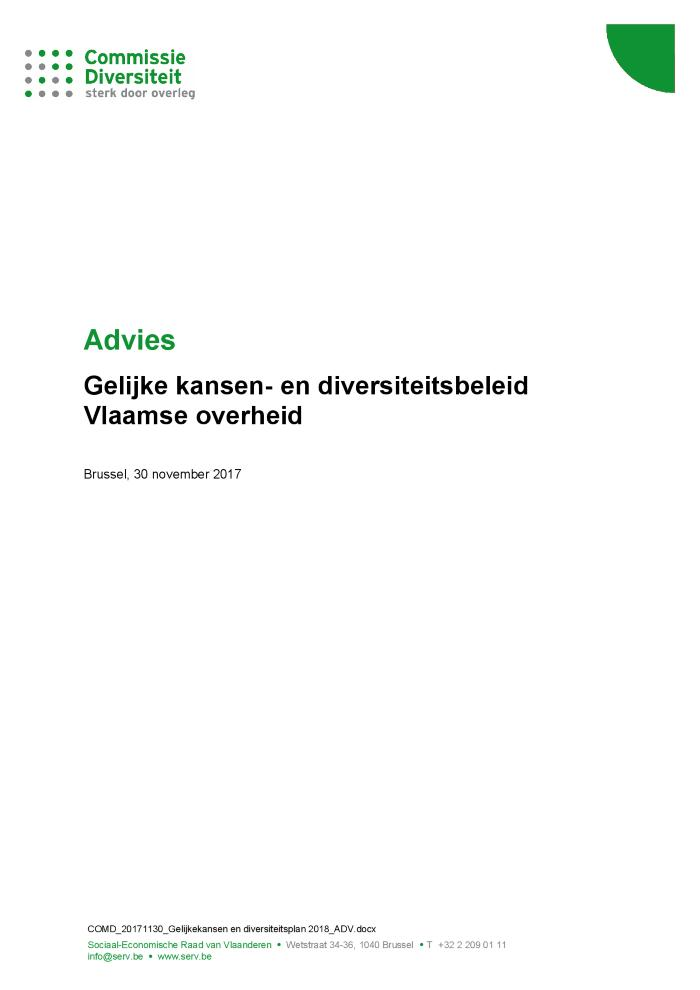 Commissie
Diversiteit
sterk door overleg
Advies
Gelijke kansen- en diversiteitsbeleid
Vlaamse overheid
Brussel, 30 november 2017
COMD_20171130_Gelijkekansen en diversiteitsplan 2018_ADV.docx
Sociaal-Economische Raad van Vlaanderen • Wetstraat 34-36, 1040 Brussel • T +32 2 209 01 11
info@serv.be • www.serv.be